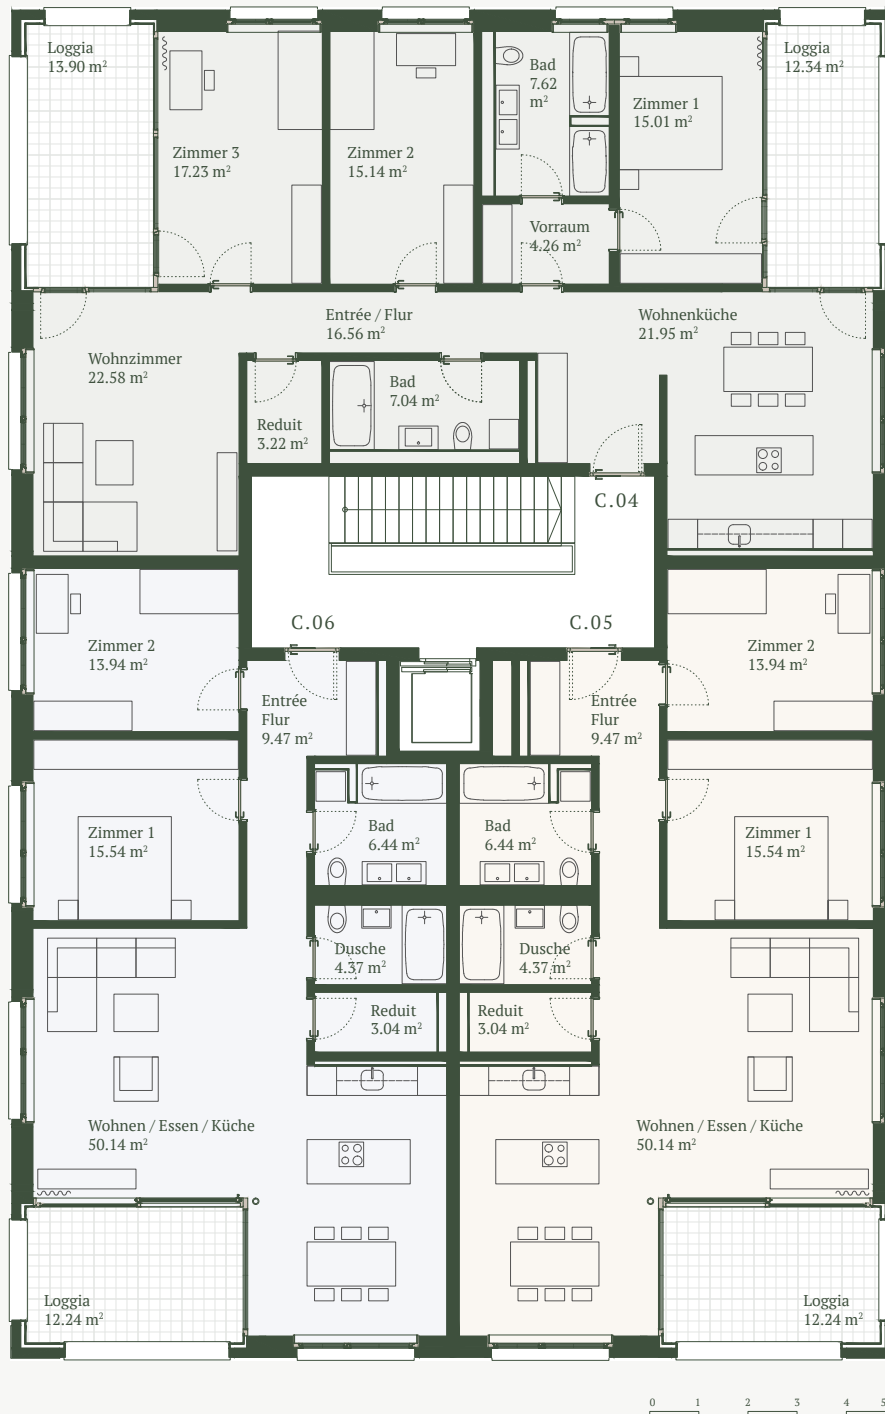 Loggia
13.90 m²
Zimmer 3
17.23 m²
Zimmer 2
15.14 m²
Bad
7.62
m²
Zimmer 1
15.01 m²
Loggia
12.34 m²
Vorraum
4.26 m²
Entrée / Flur
16.56 m²
Wohnenküche
21.95 m²
Wohnzimmer
22.58 m²
Reduit
3.22 m²
Bad
7.04 m²
C.04
C.06
C.05
Zimmer 2
13.94 m²
Entrée
Flur
9.47 m²
Entrée
Flur
9.47 m²
Zimmer 2
13.94 m²
Zimmer 1
15.54 m²
Bad
6.44 m²
Bad
6.44 m²
Zimmer 1
15.54 m²
Dusche
4.37 m²
Dusche
4.37 m²
Reduit
3.04 m²
Reduit
3.04 m²
Wohnen / Essen / Küche
50.14 m²
Wohnen / Essen / Küche
50.14 m²
Loggia
12.24 m²
Loggia
12.24 m²
0 1 2 3 4 5